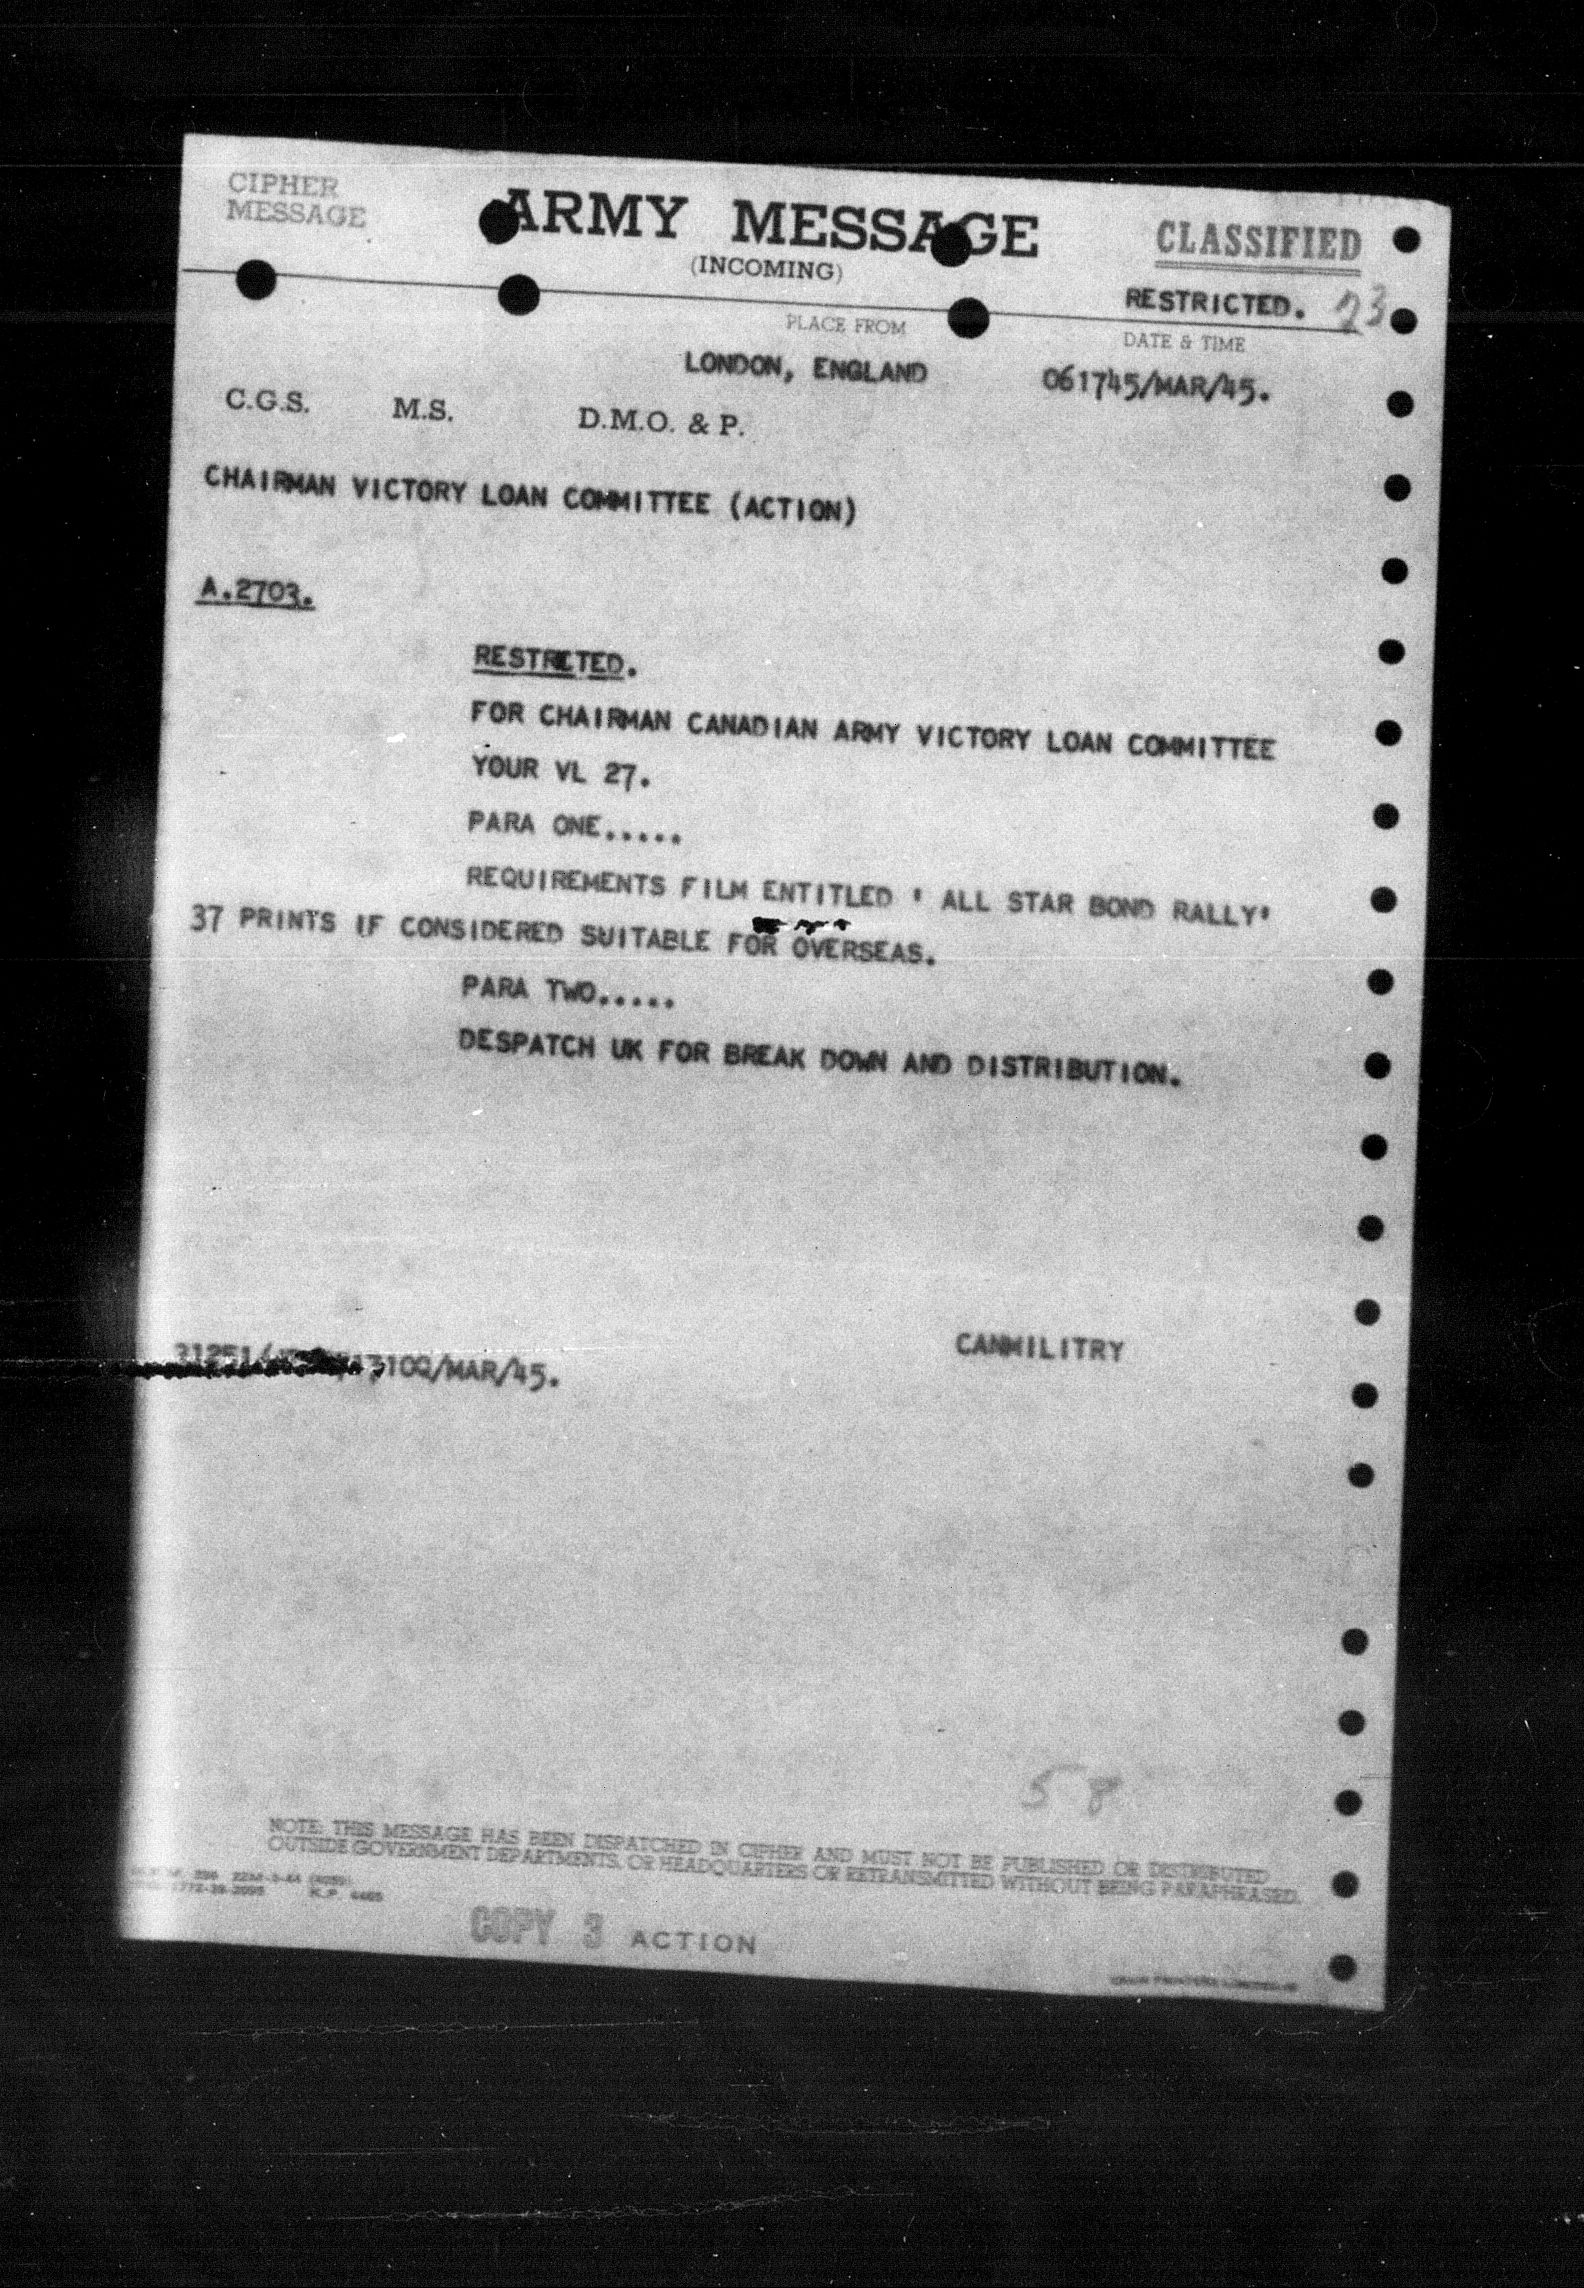 CIPHER
MESSAGE
ARMY MESSAGE
(INCOMING)
CLASSIFIED
RESTRICTED. 23
PLACE FROM
DATE & TIME
LONDON, ENGLAND
061745/MAR/45.
C.G.S. M.S. D.M.O. & P.
CHAIRMAN VICTORY LOAN COMMITTEE (ACTION)
A.2703.
RESTRCTED.
FOR CHAIRMAN CANADIAN ARMY VICTORY LOAN COMMITTEE
YOUR VL 27.
PARA ONE.....
REQUIREMENTS FILM ENTITLED ' ALL STAR BOND RALLY'
37 PRINTS IF CONSIDERED SUITABLE FOR OVERSEAS.
PARA TWO.....
DESPATCH UK FOR BREAK DOWN AND DISTRIBUTION.
CANMILITRY
/MAR/45.
58
NOTE: THIS MESSAGE HAS BEEN DISPATCHED IN CIPHER AND MUST NOT BE PUBLISHED OR DISTRIBUTED
OUTSIDE GOVERNMENT DEPARTMENTS, OR HEADQUARTERS OR RETRANSMITTED WITHOUT BEING PARAPHRASED.
COPY 3 ACTION